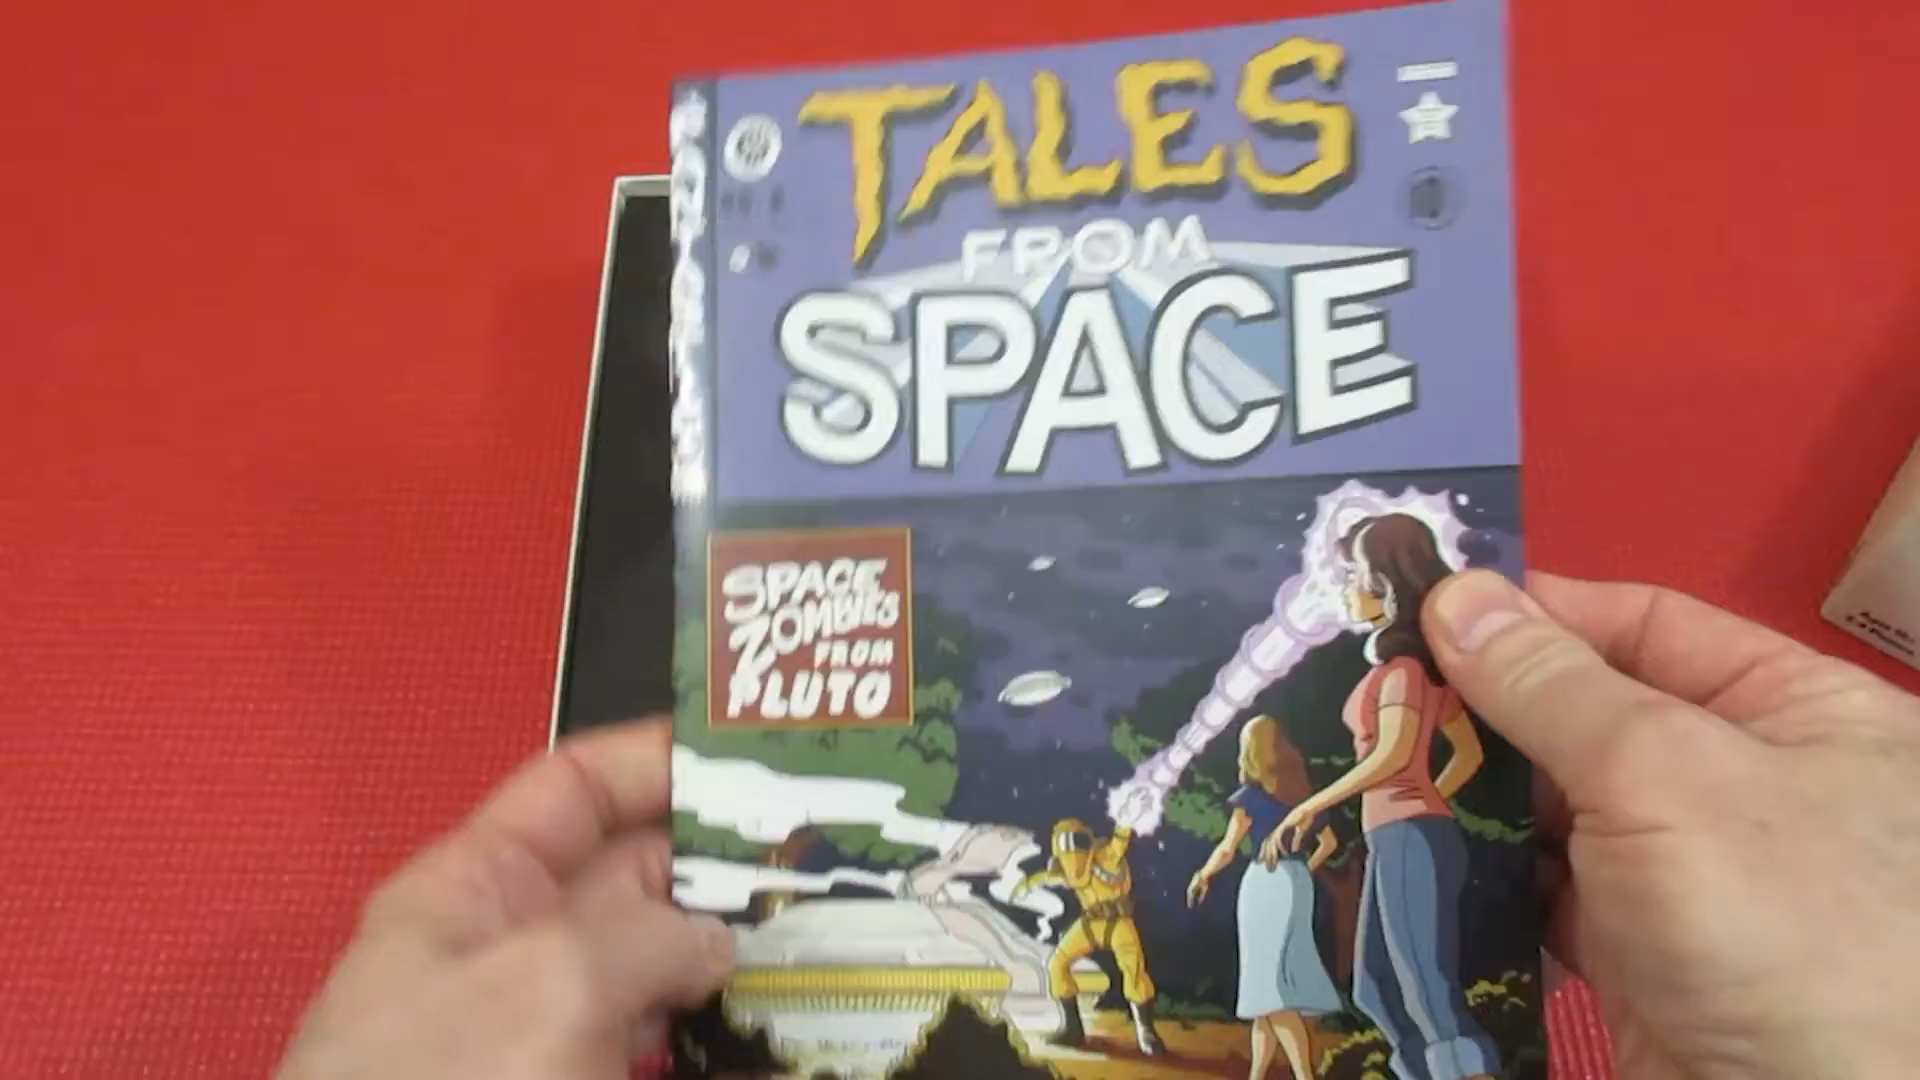 TALES
FROM
SPACE
SPACE
ZOMBIES
FROM
PLUTO